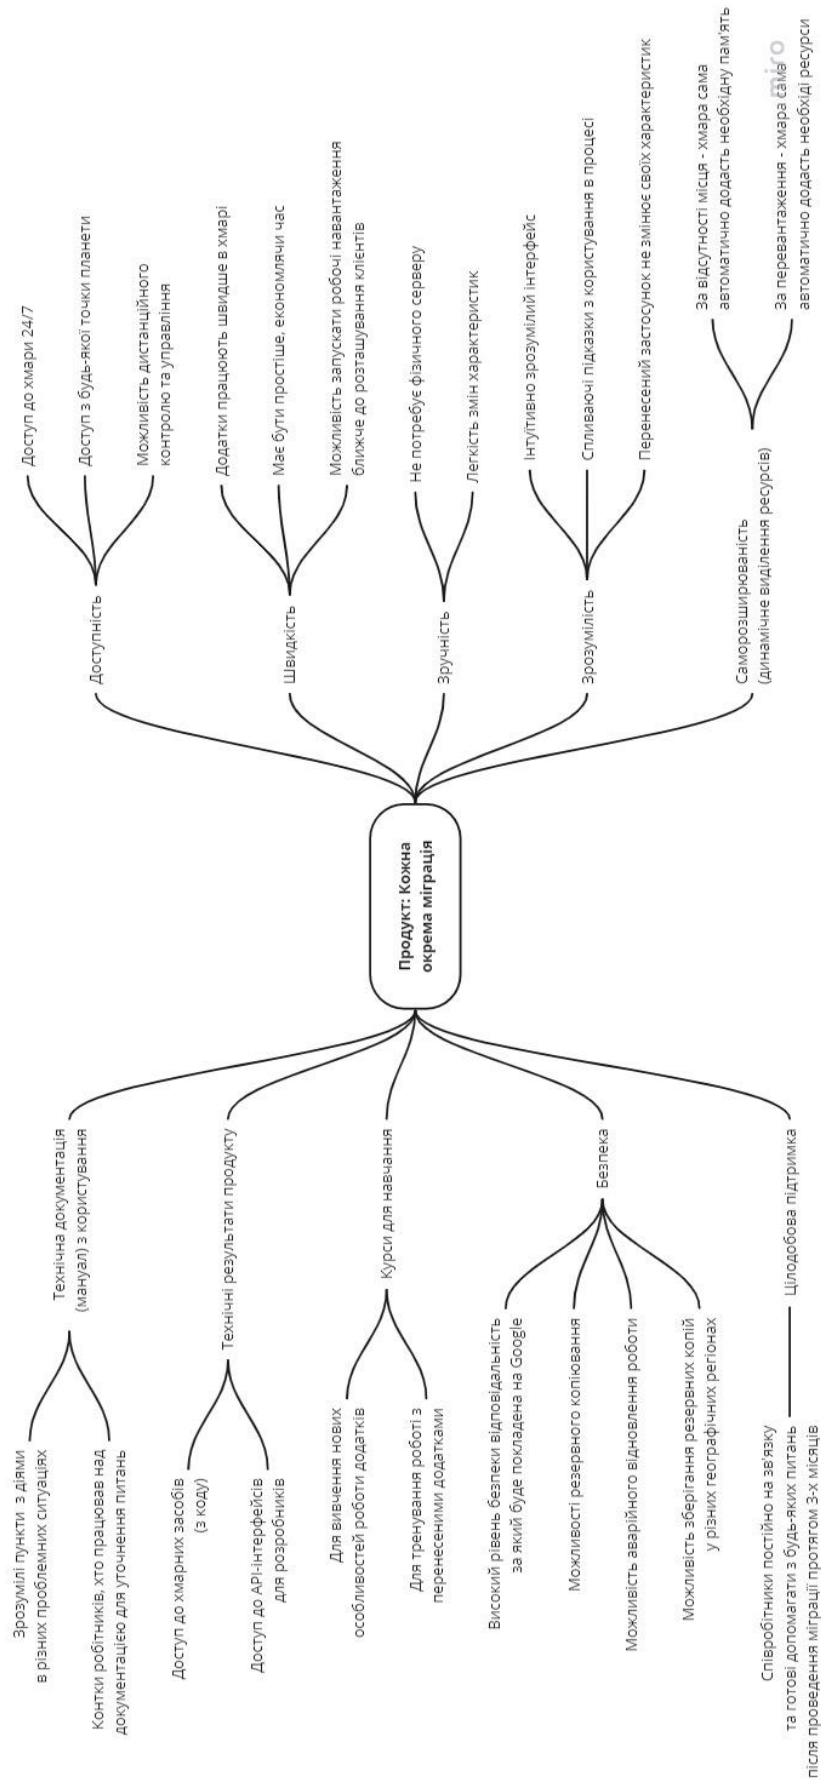 Продукт: Кожна
окрема міграція
Технічна документація
(мануал) з користування
Зрозумілі пункти з діями
в різних проблемних ситуаціях
Контки робітників, хто працював над
документацією для уточнення питань
Технічні результати продукту
Доступ до хмарних засобів
(з коду)
Доступ до API-інтерфейсів
для розробників
Курси для навчання
Для вивчення нових
особливостей роботи додатків
Для тренування роботі з
перенесеними додатками
Безпека
Високий рівень безпеки відповідальність
за який буде покладена на Google
Можливості резервного копіювання
Можливість аварійного відновлення роботи
Можливість зберігання резервних копій
у різних географічних регіонах
Цілодобова підтримка
Співробітники постійно на зв'язку
та готові допомагати з будь-яких питань
після проведення міграції протягом 3-х місяців
Доступність
Доступ до хмари 24/7
Доступ з будь-якої точки планети
Можливість дистанційного
контролю та управління
Швидкість
Додатки працюють швидше в хмарі
Має бути простіше, економлячи час
Можливість запускати робочі навантаження
ближче до розташування клієнтів
Зручність
Не потребує фізичного серверу
Легкість змін характеристик
Зрозумілість
Інтуїтивно зрозумілий інтерфейс
Спливаючі підказки з користування в процесі
Перенесений застосунок не змінює своїх характеристик
Саморозширюваність
(динамічне виділення ресурсів)
За відсутності місця - хмара сама
автоматично додасть необхідну пам'ять
За перевантаження - хмара сама
автоматично додасть необхіді ресурси
miro